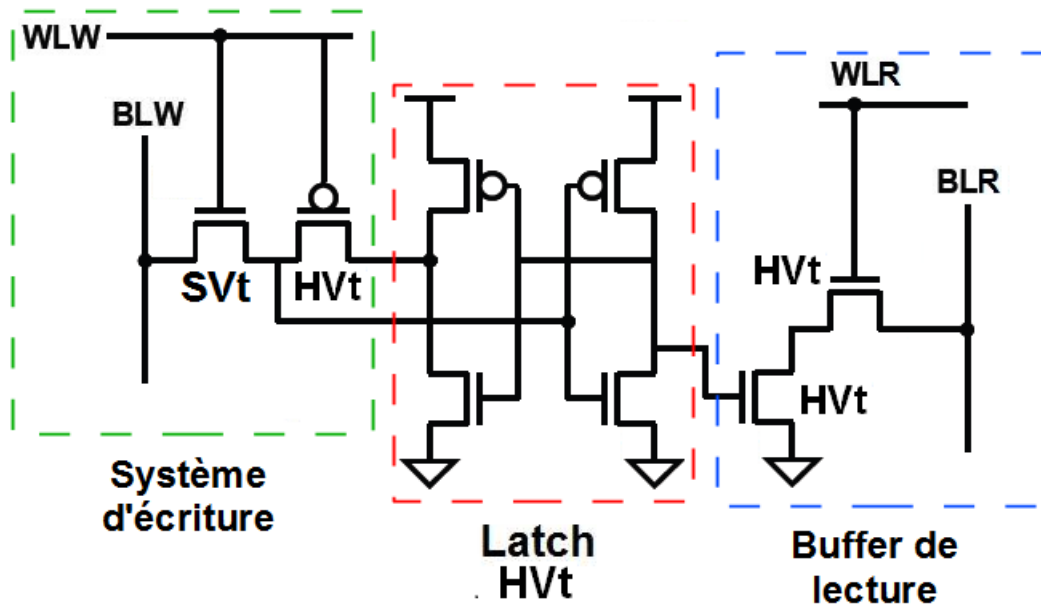 WLW
BLW
SVt
HVt
WLR
BLR
HVt
HVt
Système
d'écriture
Latch
HVt
Buffer de
lecture